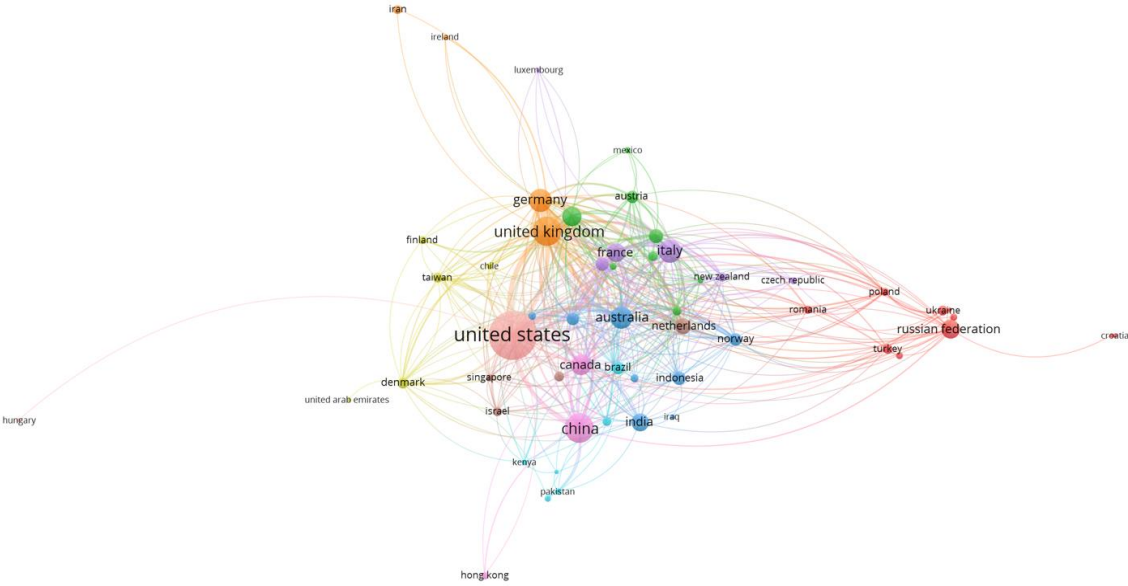 iran
ireland
luxembourg
mexico
germany
austria
united kingdom
finland
france
italy
chile
taiwan
new zealand
czech republic
poland
romania
ukraine
australia
netherlands
russian federation
united states
norway
croatia
turkey
canada
brazil
singapore
indonesia
denmark
united arab emirates
israel
hungary
iraq
india
china
kenya
pakistan
hong kong